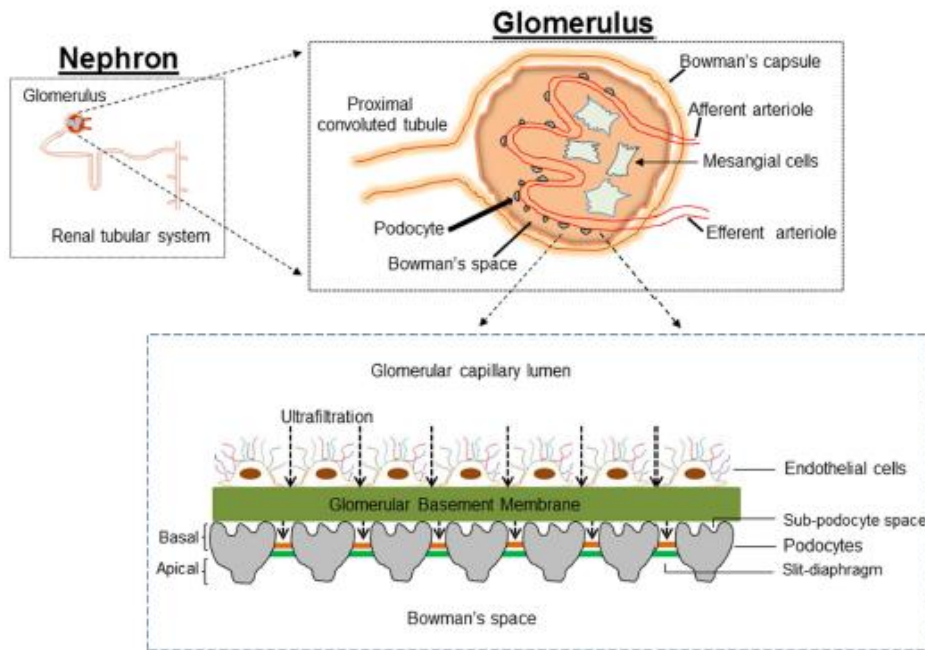 Nephron
Glomerulus
Renal tubular system
Glomerulus
Bowman's capsule
Proximal
convoluted tubule
Afferent arteriole
Mesangial cells
Podocyte
Bowman's space
Efferent arteriole
Glomerular capillary lumen
Ultrafiltration
Endothelial cells
Glomerular Basement Membrane
Sub-podocyte space
Basal
Podocytes
Apical
Slit-diaphragm
Bowman's space